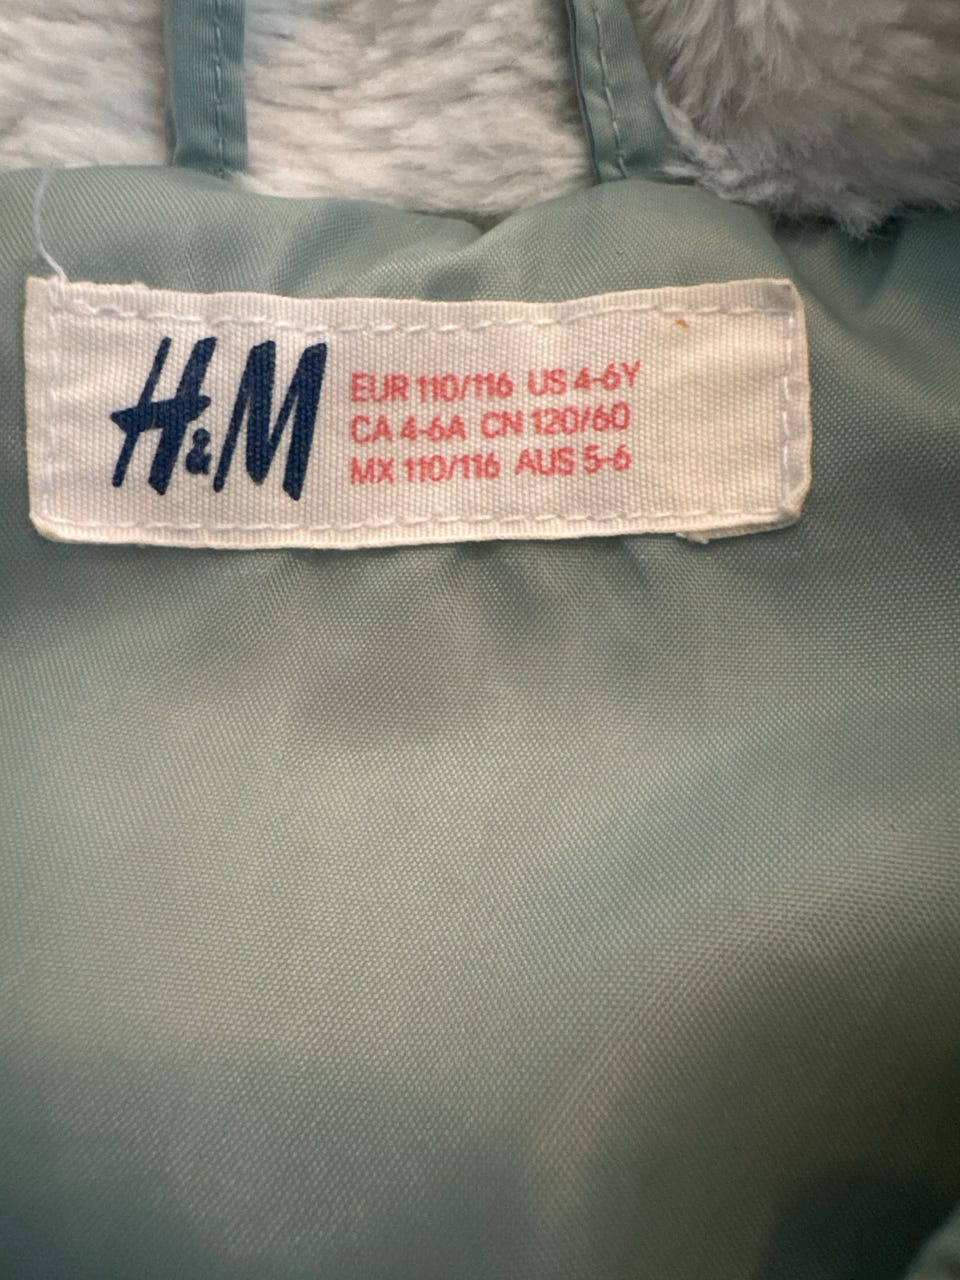 H&M
EUR 110/116 US 4-6Y
CA 4-6A CN 120/60
MX 110/116 AUS 5-6